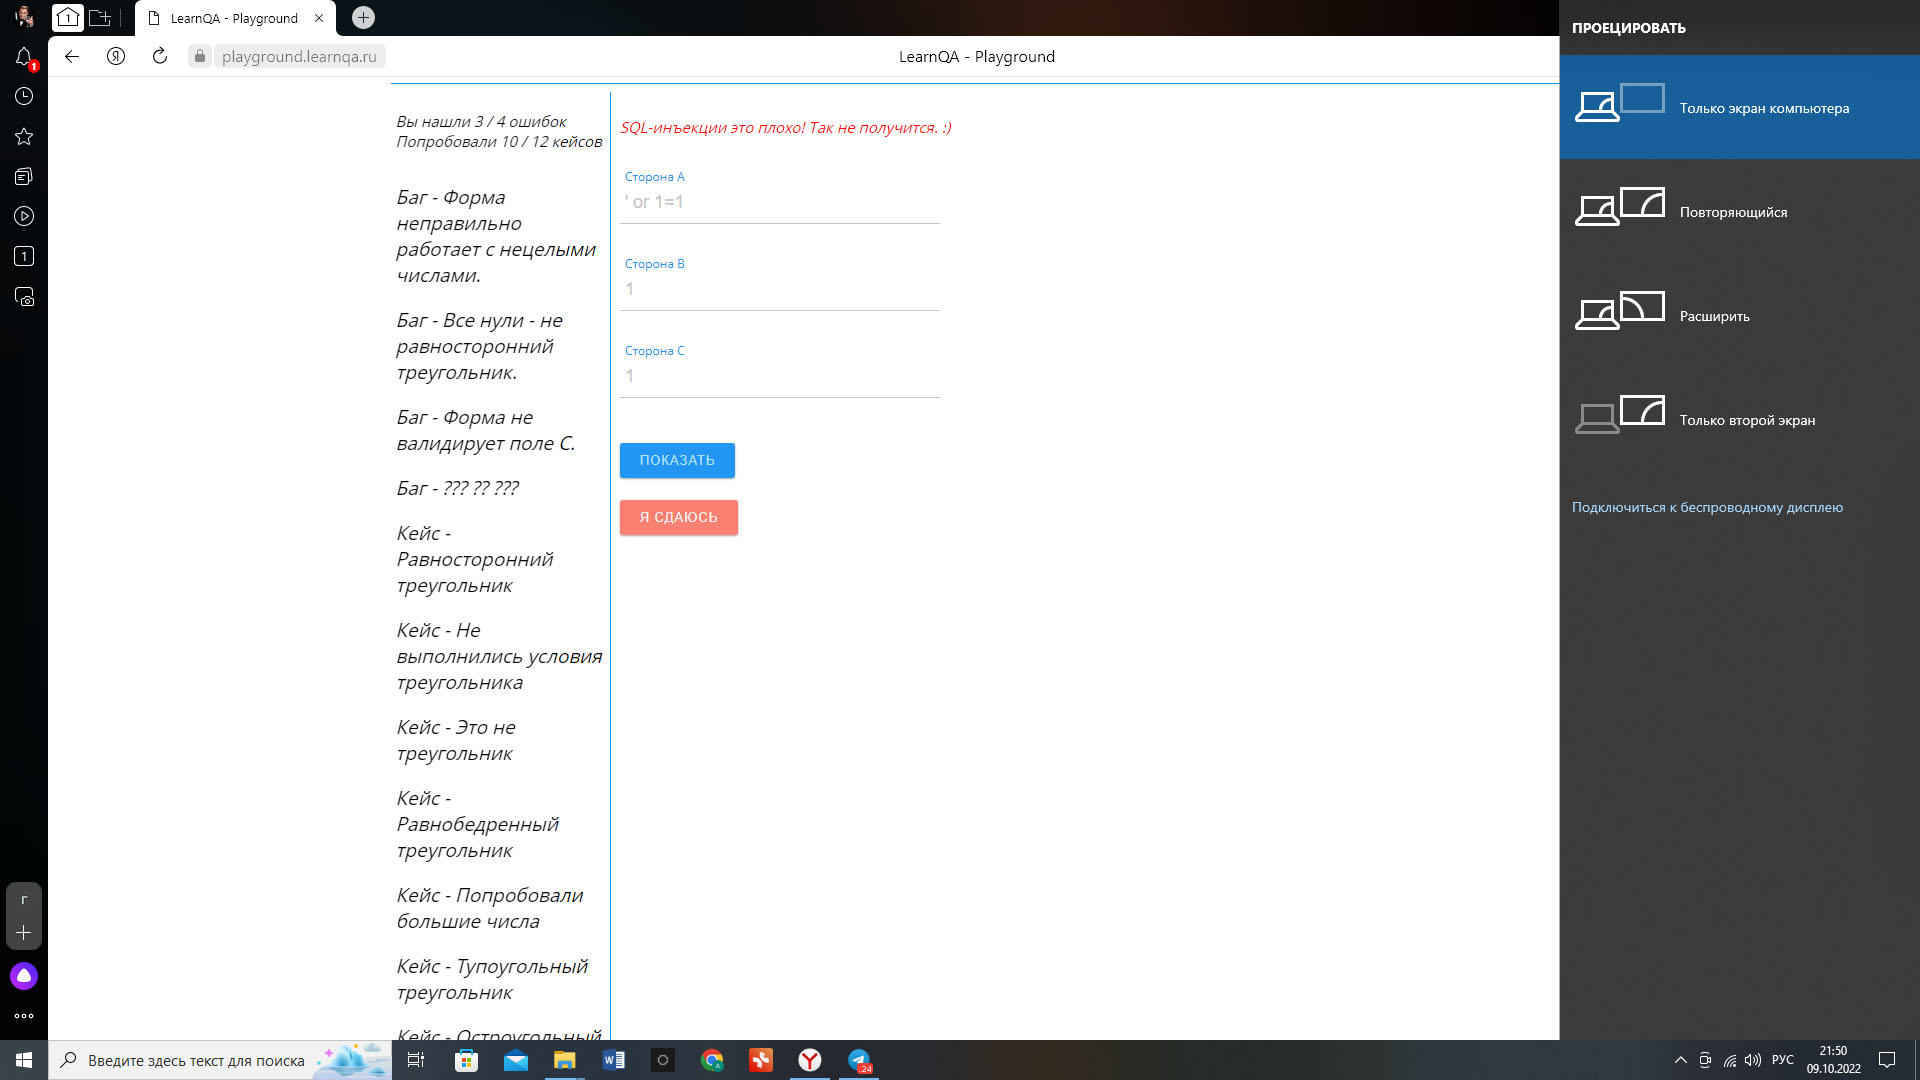 LearnQA - Playground
playground.learnqa.ru
LearnQA - Playground
Вы нашли 3 / 4 ошибок
Попробовали 10 / 12 кейсов
Баг - Форма
неправильно
работает с нецелыми
числами.
Баг - Все нули - не
равносторонний
треугольник.
Баг - Форма не
валидирует поле С.
Баг - ??? ?? ???
Кейс -
Равносторонний
треугольник
Кейс - Не
выполнились условия
треугольника
Кейс - Это не
треугольник
Кейс -
Равнобедренный
треугольник
Кейс - Попробовали
большие числа
Кейс - Тупоугольный
треугольник
Кейс - Остроугольный
SQL-инъекции это плохо! Так не получится. :)
Сторона A
' or 1=1
Сторона B
1
Сторона C
1
ПОКАЗАТЬ
Я СДАЮСЬ
ПРОЕЦИРОВАТЬ
Только экран компьютера
Повторяющийся
Расширить
Только второй экран
Подключиться к беспроводному дисплею
1
1
1
г
Введите здесь текст для поиска
24
РУС
21:50
09.10.2022